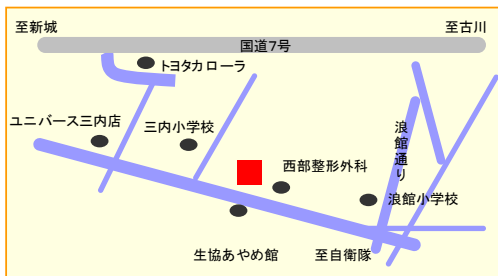 至新城
至古川
国道7号
トヨタカローラ
ユニバース三内店
三内小学校
浪館通り
西部整形外科
浪館小学校
生協あやめ館
至自衛隊